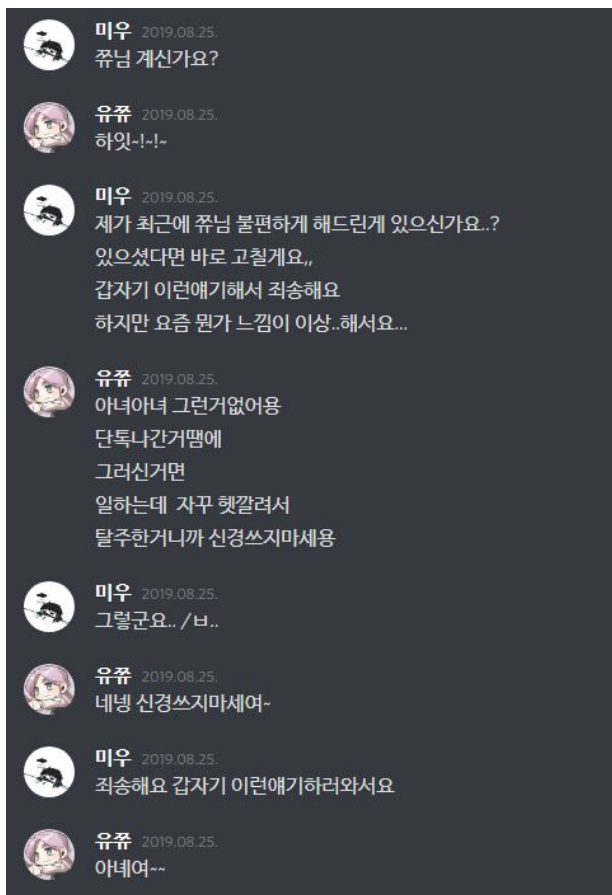 미우 2019.08.25.
쮸님 계신가요?
유쮸 2019.08.25.
하잇~!~!~
미우 2019.08.25.
제가 최근에 쮸님 불편하게 해드린게 있으신가요..?
있으셨다면 바로 고칠게요,,
갑자기 이런얘기해서 죄송해요
하지만 요즘 뭔가 느낌이 이상..해서요...
유쮸 2019.08.25.
아녀아녀 그런거없어용
단톡나간거땜에
그러신거면
일하는데 자꾸 헷깔려서
탈주한거니까 신경쓰지마세용
미우 2019.08.25.
그렇군요.. /ㅂ..
유쮸 2019.08.25.
네넹 신경쓰지마세여~
미우 2019.08.25.
죄송해요 갑자기 이런얘기하러와서요
유쮸 2019.08.25.
아녜여~~